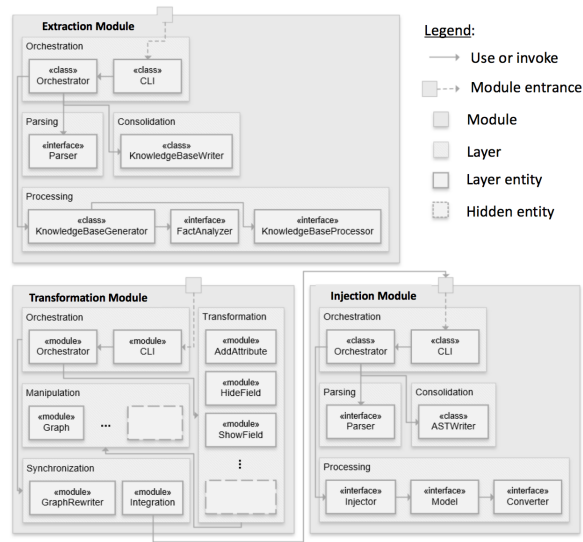 Extraction Module
Orchestration
«class»
Orchestrator
«class»
CLI
Parsing
«interface»
Parser
Consolidation
«class»
KnowledgeBaseWriter
Processing
«class»
KnowledgeBaseGenerator
«interface»
FactAnalyzer
«interface»
KnowledgeBaseProcessor
Legend:
Use or invoke
Module entrance
Module
Layer
Layer entity
Hidden entity
Transformation Module
Orchestration
«module»
Orchestrator
«module»
CLI
Manipulation
«module»
Graph
...
Synchronization
«module»
GraphRewriter
«module»
Integration
Transformation
«module»
AddAttribute
«module»
HideField
«module»
ShowField
Injection Module
Orchestration
«class»
Orchestrator
«class»
CLI
Parsing
«interface»
Parser
Consolidation
«class»
ASTWriter
Processing
«interface»
Injector
«interface»
Model
«interface»
Converter